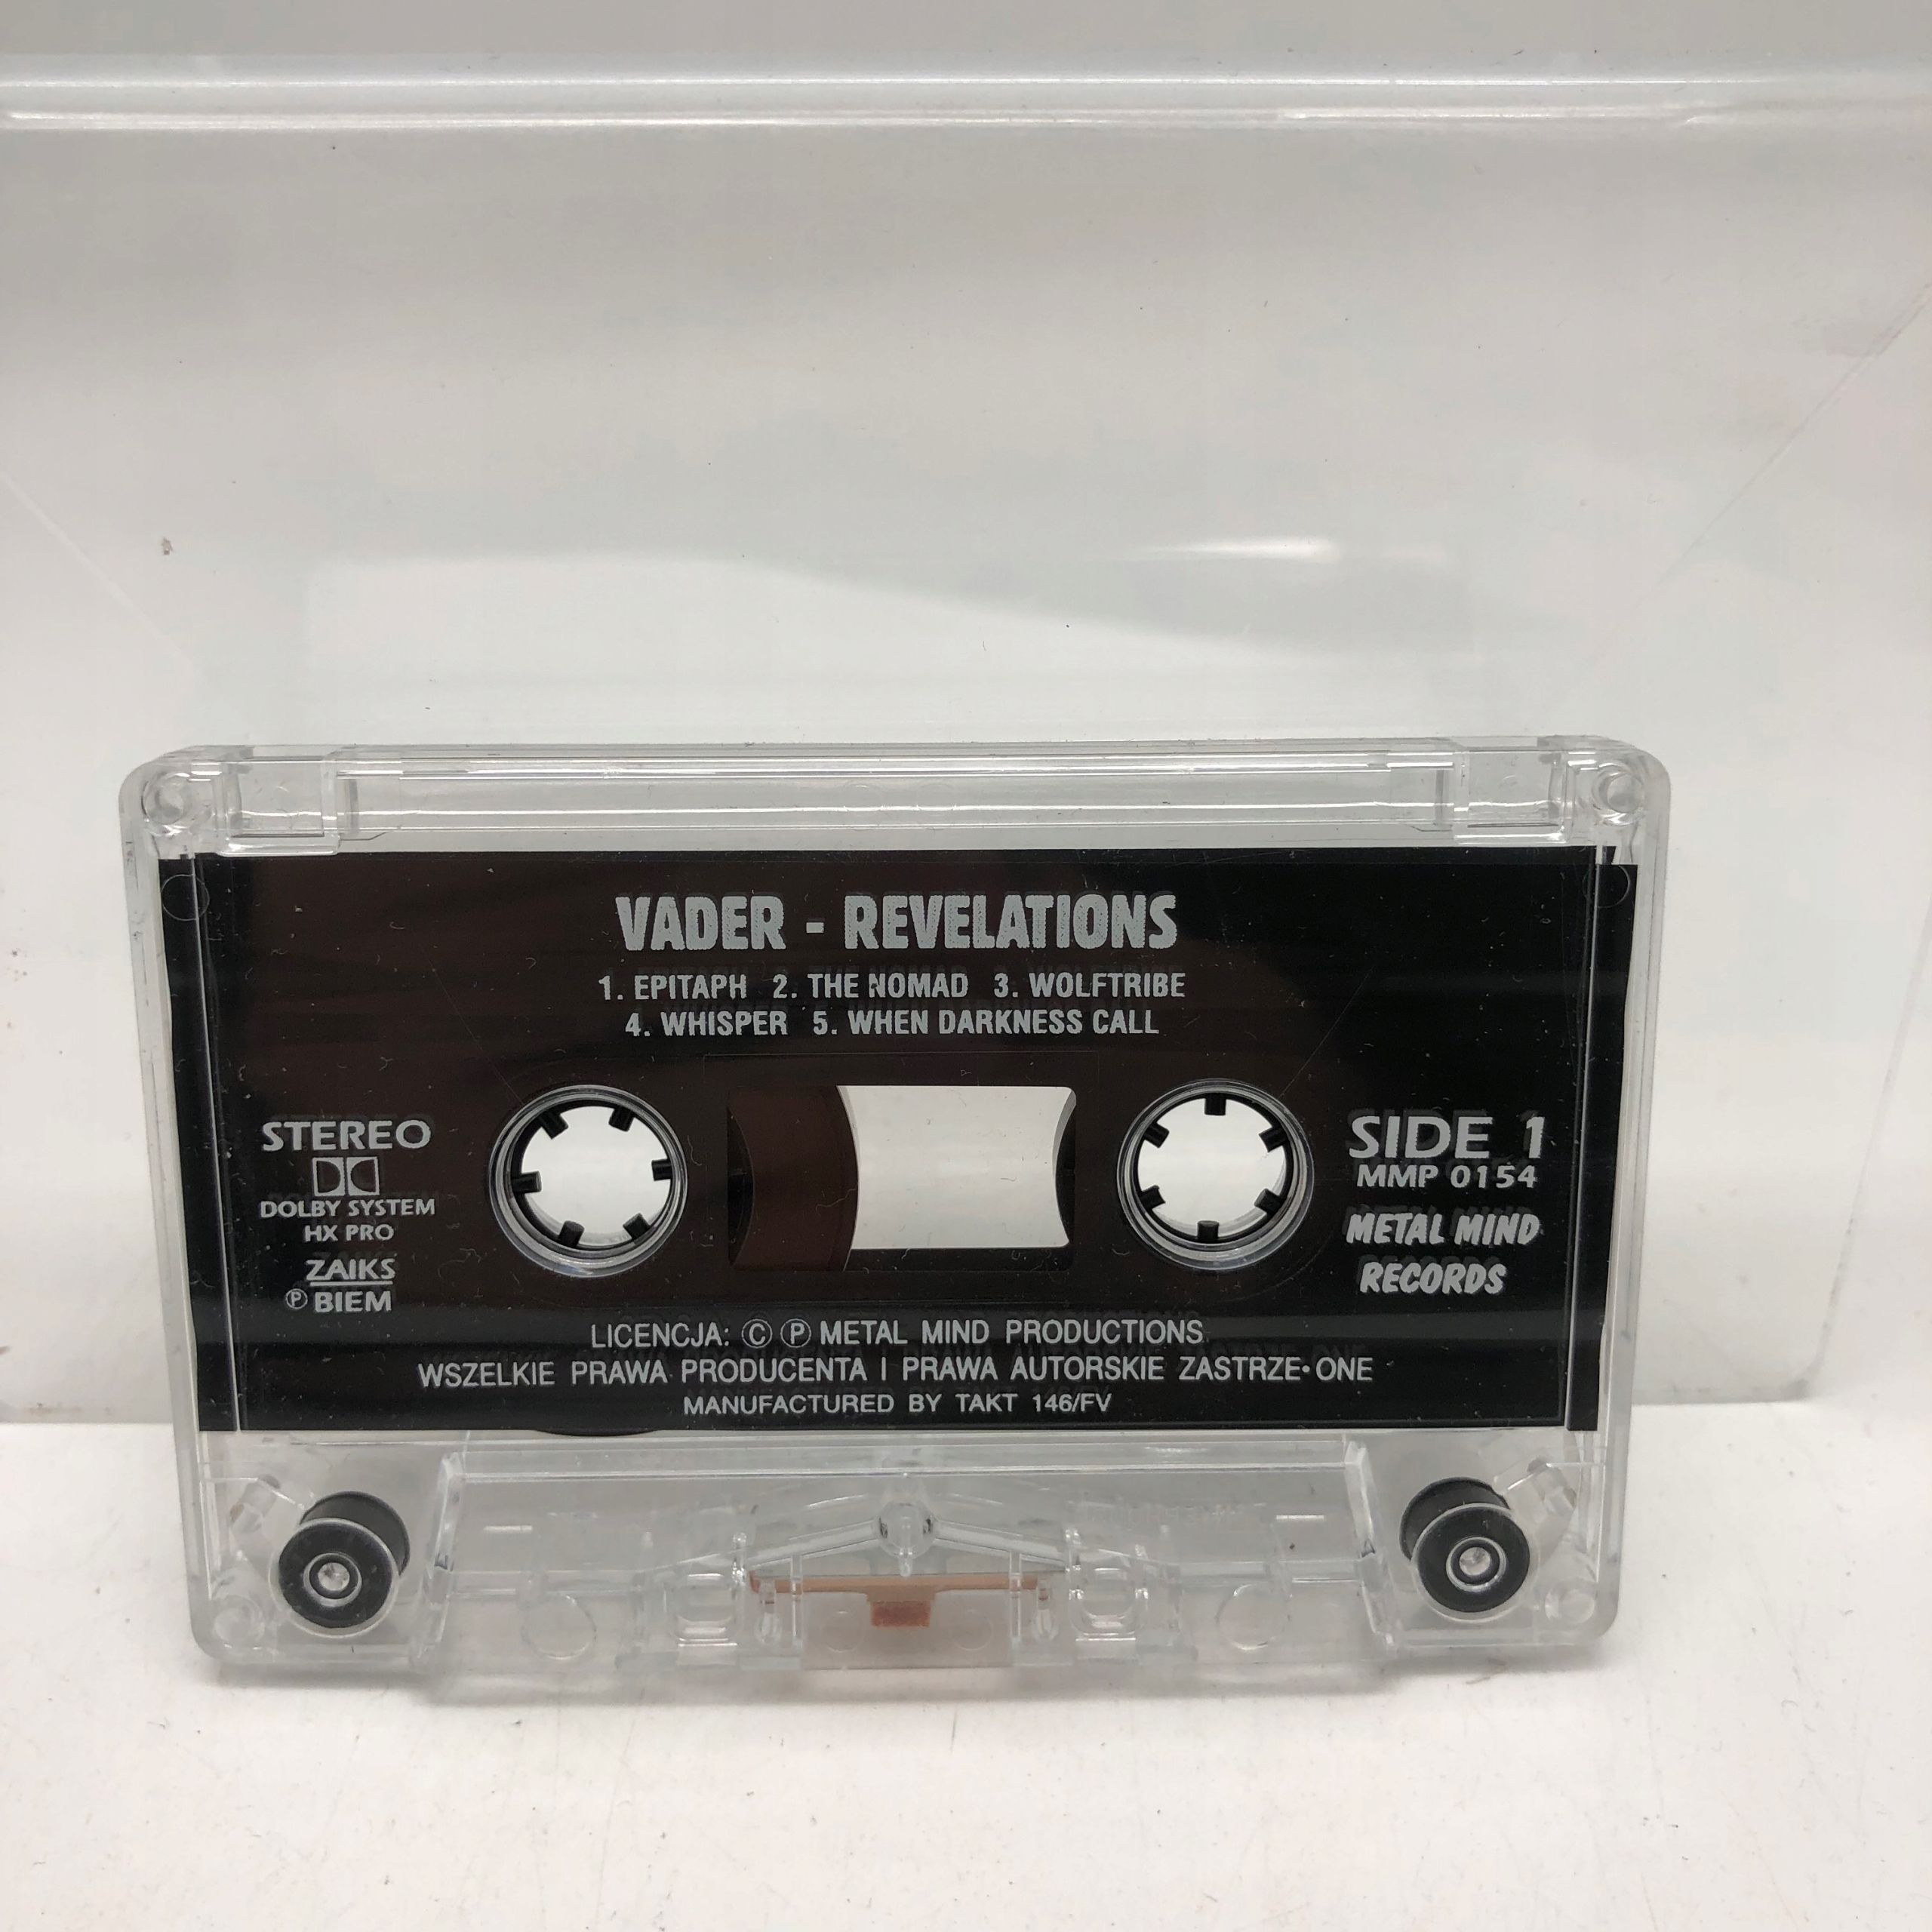 VADER - REVELATIONS
1. EPITAPH 2. THE NOMAD 3. WOLFTRIBE
4. WHISPER 5. WHEN DARKNESS CALL
STEREO
DOLBY SYSTEM
HX PRO
ZAIKS
Ⓟ BIEM
SIDE 1
MMP 0154
METAL MIND
RECORDS
LICENCJA: Ⓒ Ⓟ METAL MIND PRODUCTIONS
WSZELKIE PRAWA PRODUCENTA I PRAWA AUTORSKIE ZASTRZE•ONE
MANUFACTURED BY TAKT 146/FV